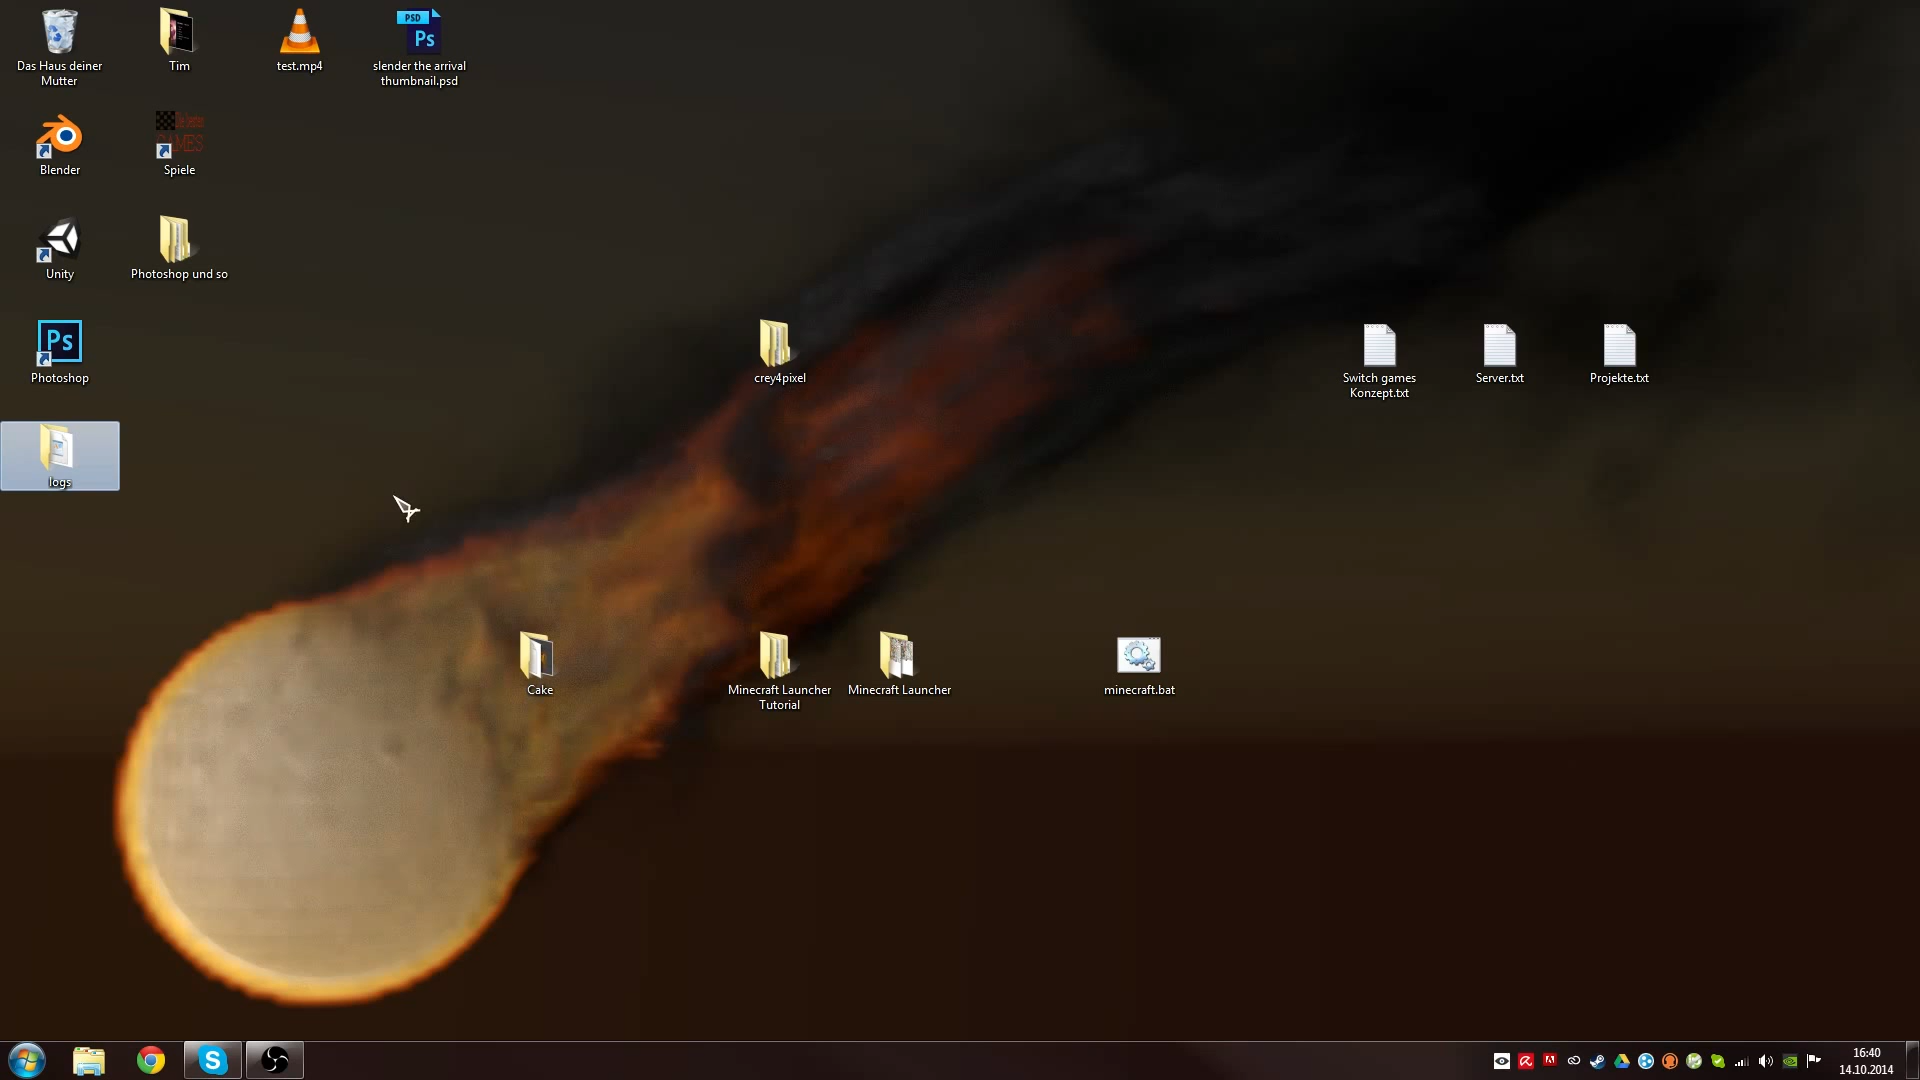 Das Haus deiner
Mutter
Tim
test.mp4
PSD
Ps
slender the arrival
thumbnail.psd
Blender
GAMES
Spiele
Unity
Photoshop und so
Ps
Photoshop
crey4pixel
Switch games
Konzept.txt
Server.txt
Projekte.txt
logs
Cake
Minecraft Launcher
Tutorial
Minecraft Launcher
minecraft.bat
16:40
14.10.2014